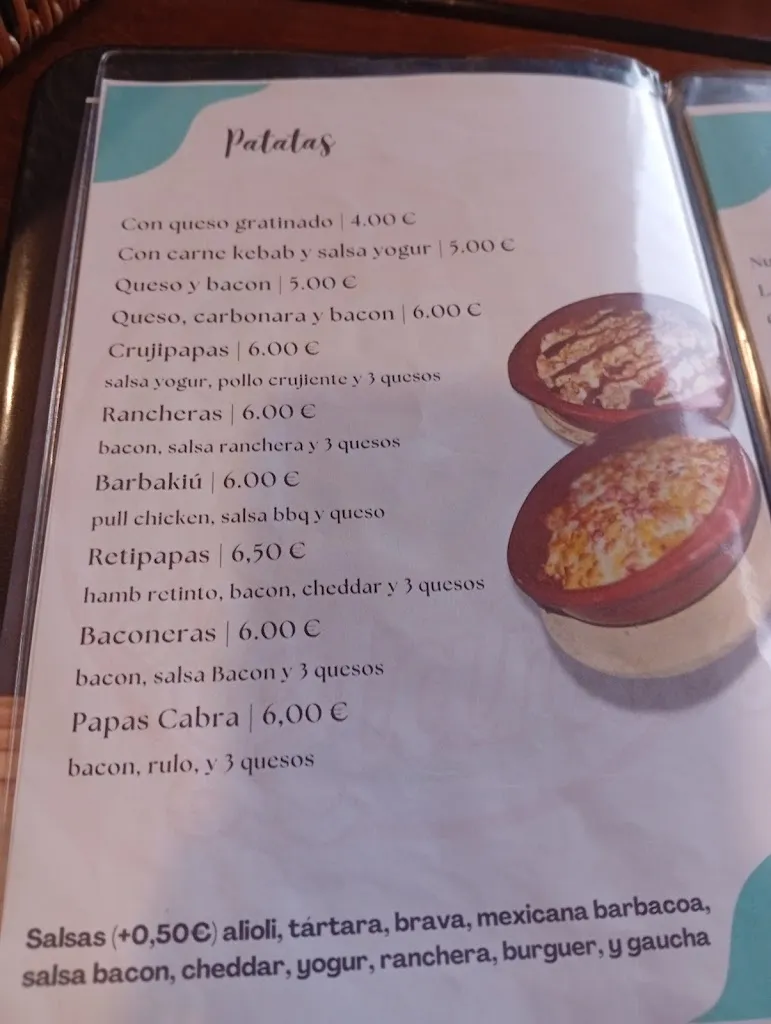 Patatas
Con queso gratinado | 4.00 €
Con carne kebab y salsa yogur | 5.00 €
Queso y bacon | 5.00 €
Queso, carbonara y bacon | 6.00 €
Crujipapas | 6.00 €
salsa yogur, pollo crujiente y 3 quesos
Rancheras | 6.00 €
bacon, salsa ranchera y 3 quesos
Barbakiú | 6.00 €
pull chicken, salsa bbq y queso
Retipapas | 6,50 €
hamb retinto, bacon, cheddar y 3 quesos
Baconeras | 6.00 €
bacon, salsa Bacon y 3 quesos
Papas Cabra | 6,00 €
bacon, rulo, y 3 quesos
Salsas (+0,50€) alioli, tártara, brava, mexicana barbacoa,
salsa bacon, cheddar, yogur, ranchera, burguer, y gaucha